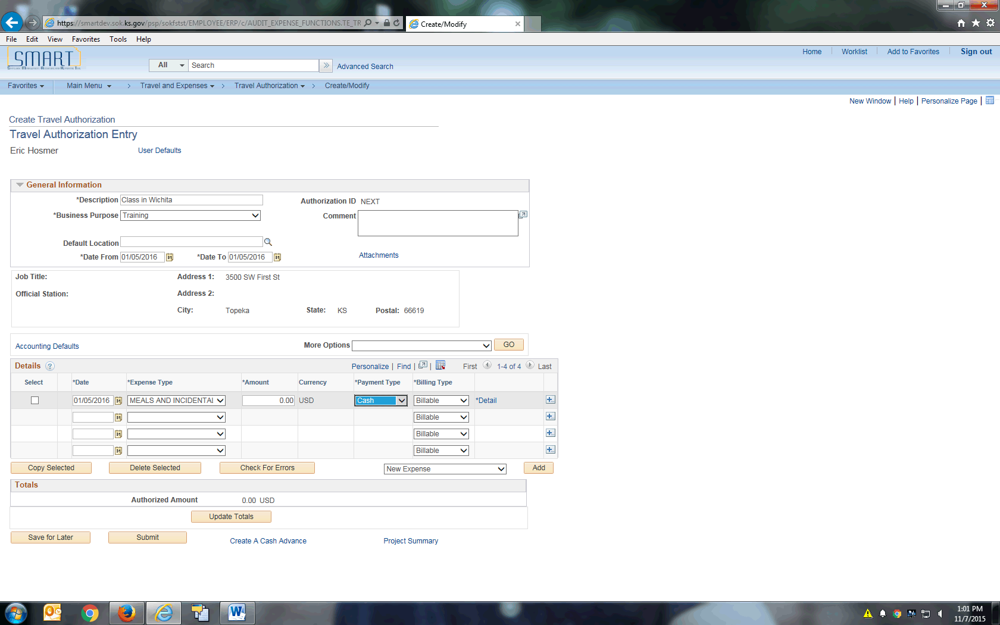 https://smartdev.sok.ks.gov/psp/sokfstst/EMPLOYEE/ERP/c/AUDIT_EXPENSE_FUNCTIONS.TE_TR
Create/Modify
File Edit View Favorites Tools Help
SMART
Home Worklist Add to Favorites Sign out
All Search Advanced Search
Favorites Main Menu > Travel and Expenses > Travel Authorization > Create/Modify
New Window | Help | Personalize Page |
Create Travel Authorization
Travel Authorization Entry
Eric Hosmer User Defaults
General Information
*Description Class in Wichita Authorization ID NEXT
*Business Purpose Training Comment
Default Location
*Date From 01/05/2016 *Date To 01/05/2016 Attachments
Job Title: Address 1: 3500 SW First St
Official Station: Address 2:
City: Topeka State: KS Postal: 66619
Accounting Defaults More Options GO
Details ? Personalize | Find | | First 1-4 of 4 Last
Select *Date *Expense Type *Amount Currency *Payment Type *Billing Type
01/05/2016 31 MEALS AND INCIDENTAL 0.00 USD Cash Billable *Detail
31 Billable
31 Billable
31 Billable
Copy Selected Delete Selected Check For Errors New Expense Add
Totals
Authorized Amount 0.00 USD
Update Totals
Save for Later Submit Create A Cash Advance Project Summary
1:01 PM
11/7/2015